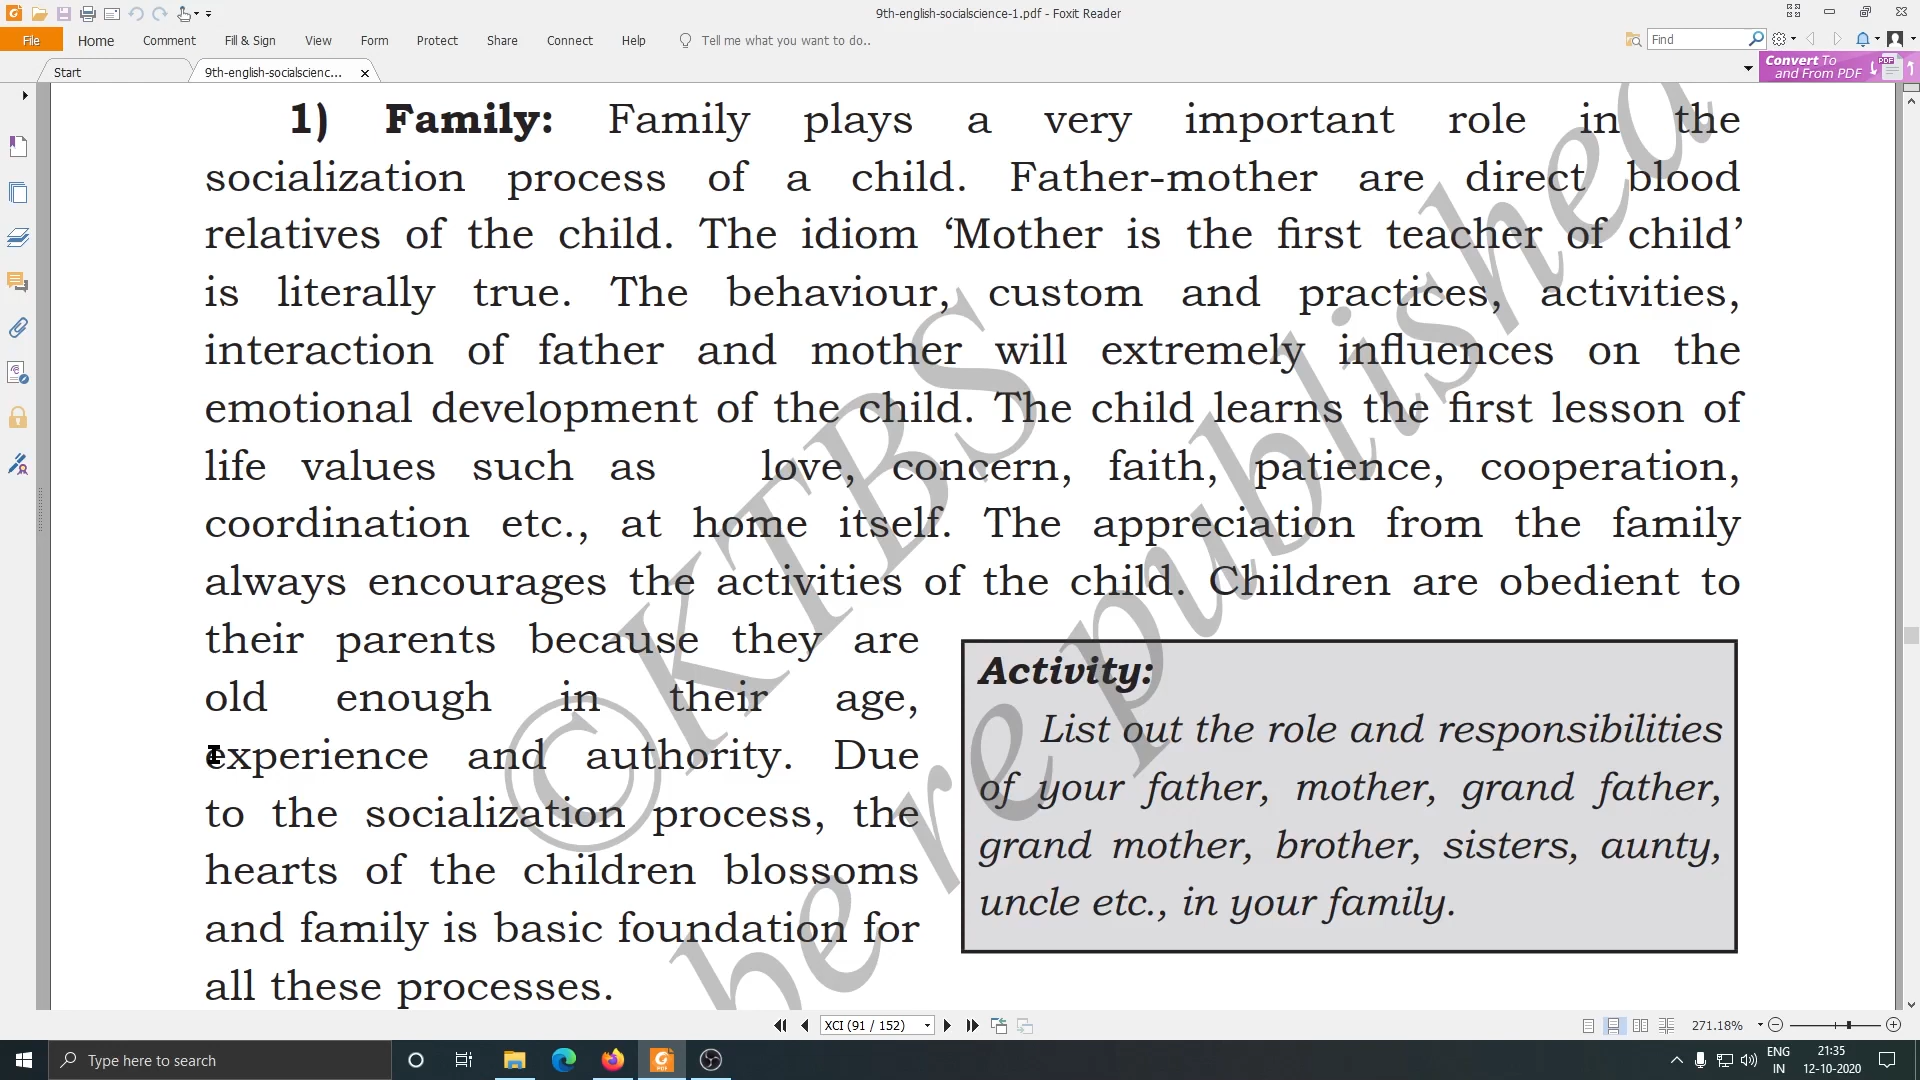 9th-english-socialscience-1.pdf - Foxit Reader
File Home Comment Fill & Sign View Form Protect Share Connect Help Tell me what you want to do.. Find
Start 9th-english-socialscienc... Convert To
and From PDF
1) Family: Family plays a very important role in the
socialization process of a child. Father-mother are direct blood
relatives of the child. The idiom ‘Mother is the first teacher of child’
is literally true. The behaviour, custom and practices, activities,
interaction of father and mother will extremely influences on the
emotional development of the child. The child learns the first lesson of
life values such as love, concern, faith, patience, cooperation,
coordination etc., at home itself. The appreciation from the family
always encourages the activities of the child. Children are obedient to
their parents because they are
old enough in their age,
experience and authority. Due
to the socialization process, the
hearts of the children blossoms
and family is basic foundation for
all these processes.
Activity:
List out the role and responsibilities
of your father, mother, grand father,
grand mother, brother, sisters, aunty,
uncle etc., in your family.
©KTBS
be republished
XCI (91 / 152) 271.18%
Type here to search ENG 21:35
IN 12-10-2020